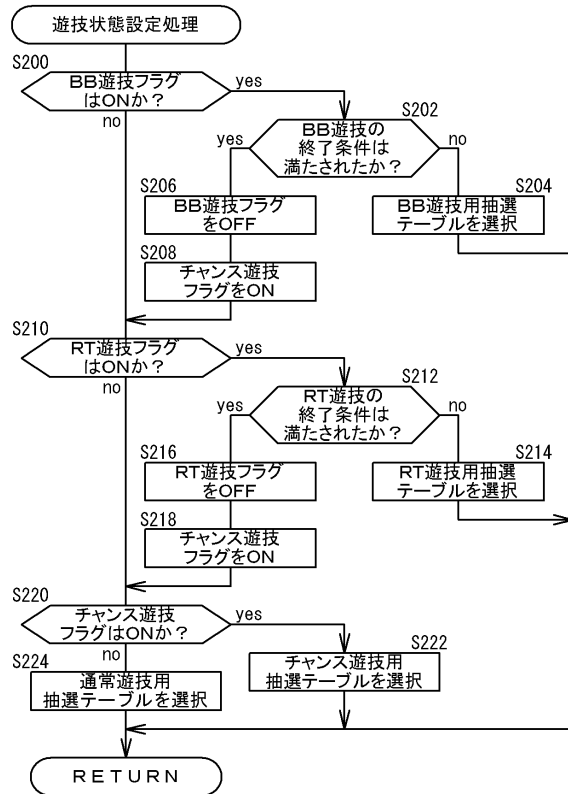 遊技状態設定処理
S200
BB遊技フラグ
はONか?
yes
no
S202
BB遊技の
終了条件は
満たされたか?
yes
no
S206
BB遊技フラグ
をOFF
S204
BB遊技用抽選
テーブルを選択
S208
チャンス遊技
フラグをON
S210
RT遊技フラグ
はONか?
yes
no
S212
RT遊技の
終了条件は
満たされたか?
yes
no
S216
RT遊技フラグ
をOFF
S214
RT遊技用抽選
テーブルを選択
S218
チャンス遊技
フラグをON
S220
チャンス遊技
フラグはONか?
yes
no
S222
チャンス遊技用
抽選テーブルを選択
S224
通常遊技用
抽選テーブルを選択
RETURN